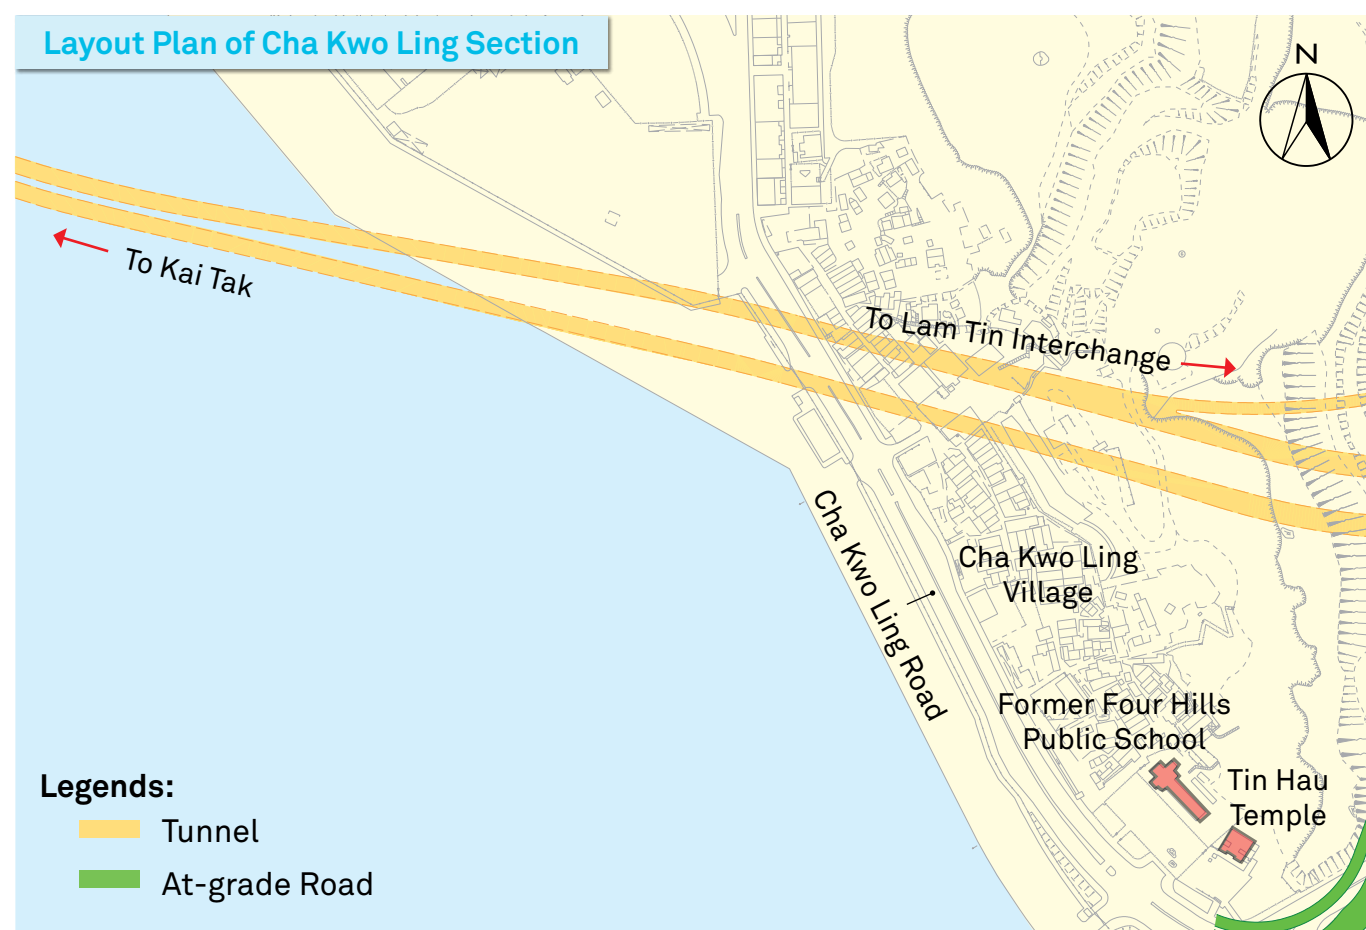 Layout Plan of Cha Kwo Ling Section
N
To Kai Tak
To Lam Tin Interchange
Cha Kwo Ling Road
Cha Kwo Ling
Village
Former Four Hills
Public School
Tin Hau
Temple
Legends:
Tunnel
At-grade Road